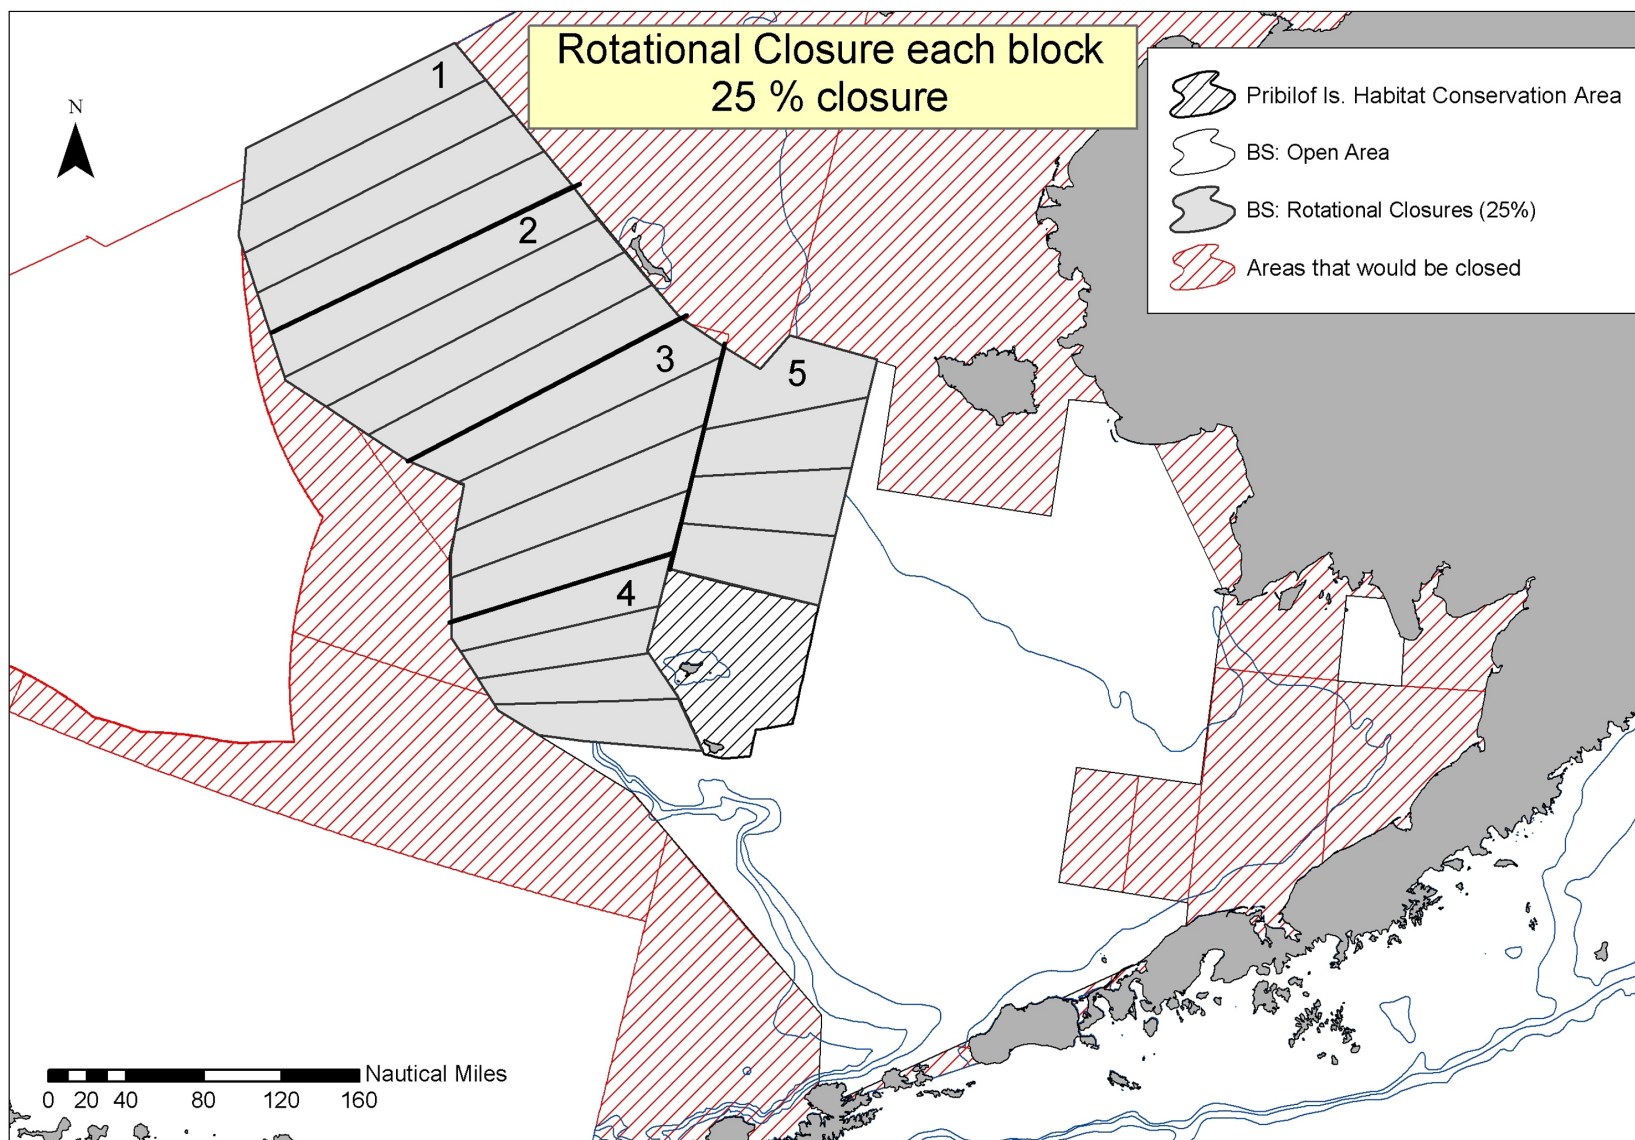 Rotational Closure each block
25 % closure
N
1
2
3
4
5
Pribilof Is. Habitat Conservation Area
BS: Open Area
BS: Rotational Closures (25%)
Areas that would be closed
Nautical Miles
0 20 40 80 120 160